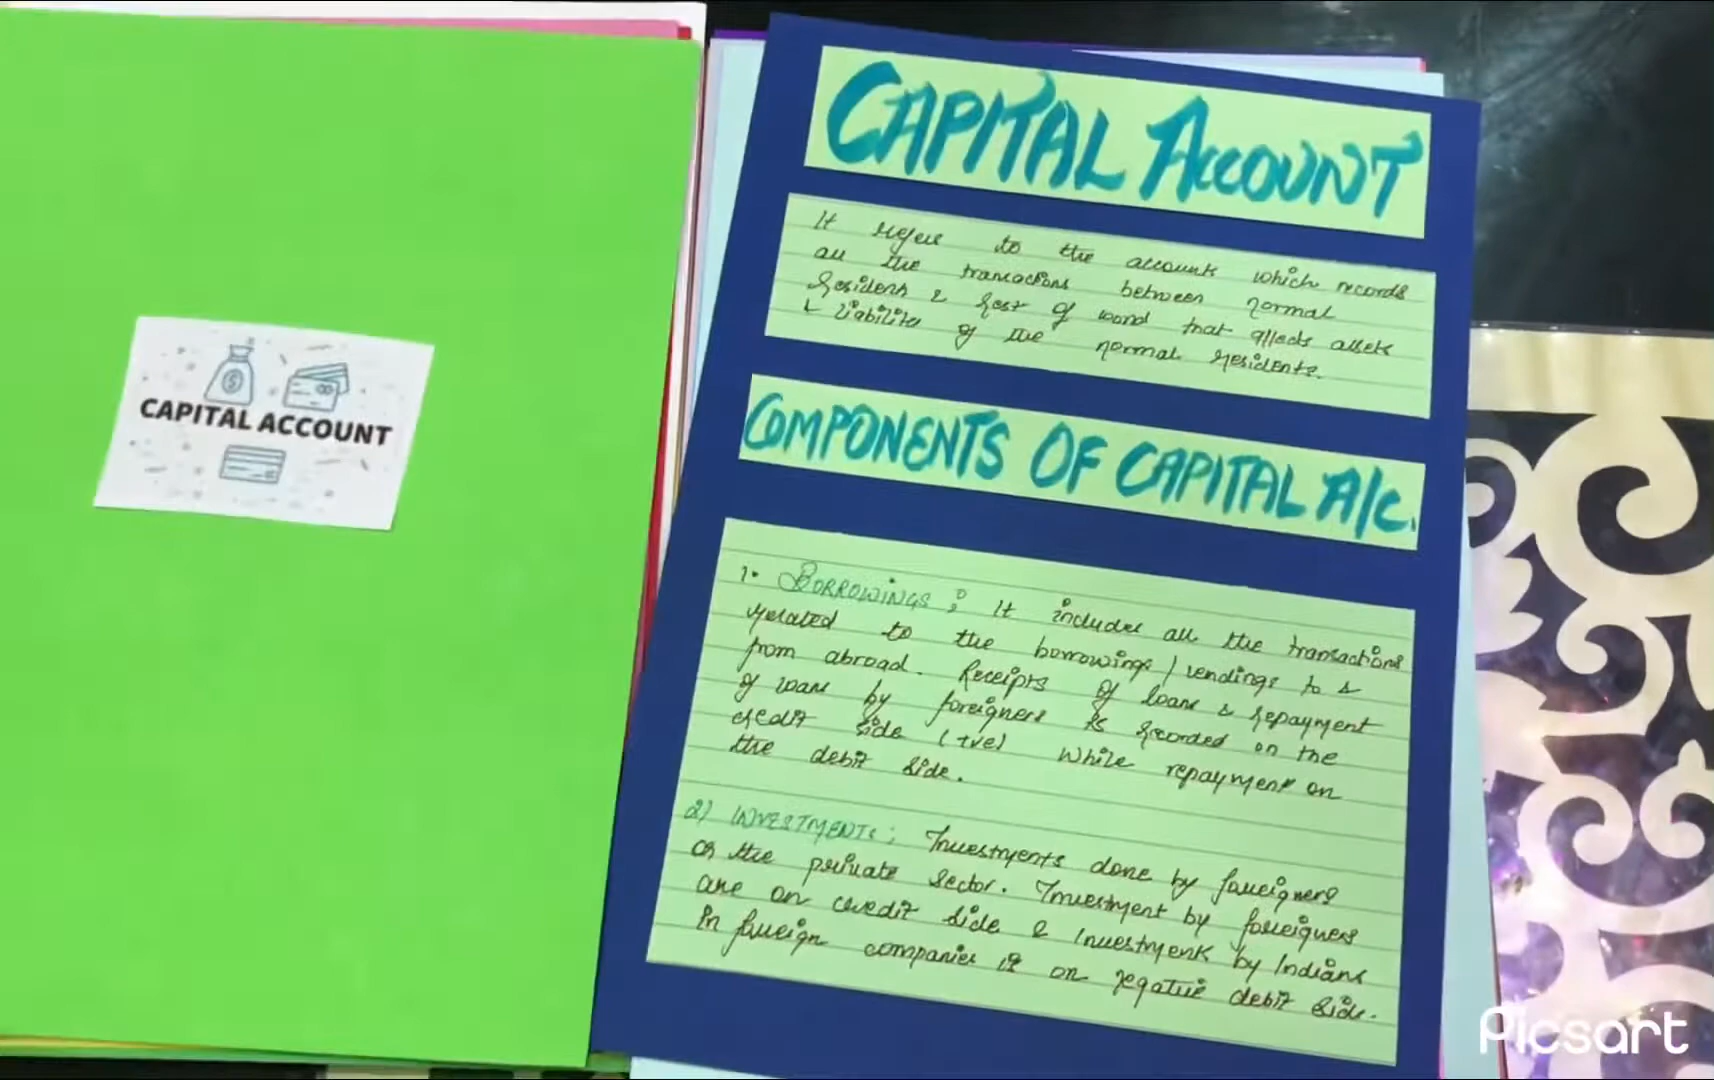 CAPITAL ACCOUNT
CAPITAL ACCOUNT
It refers to the accounts which records
all the transactions between normal
Residents & Rest of world that affects assets
& liabilities of the normal residents.
COMPONENTS OF CAPITAL A/c.
1. BORROWINGS: It includes all the transactions
related to the borrowings / lendings to &
from abroad. Receipts of loans & repayment
of loans by foreigners is recorded on the
credit side (+ve) While repayment on
the debit side.
2) INVESTMENTS: Investments done by foreigners
or the private sector. Investment by foreigners
are on credit side & Investment by Indians
in foreign companies is on negative debit side.
Picsart